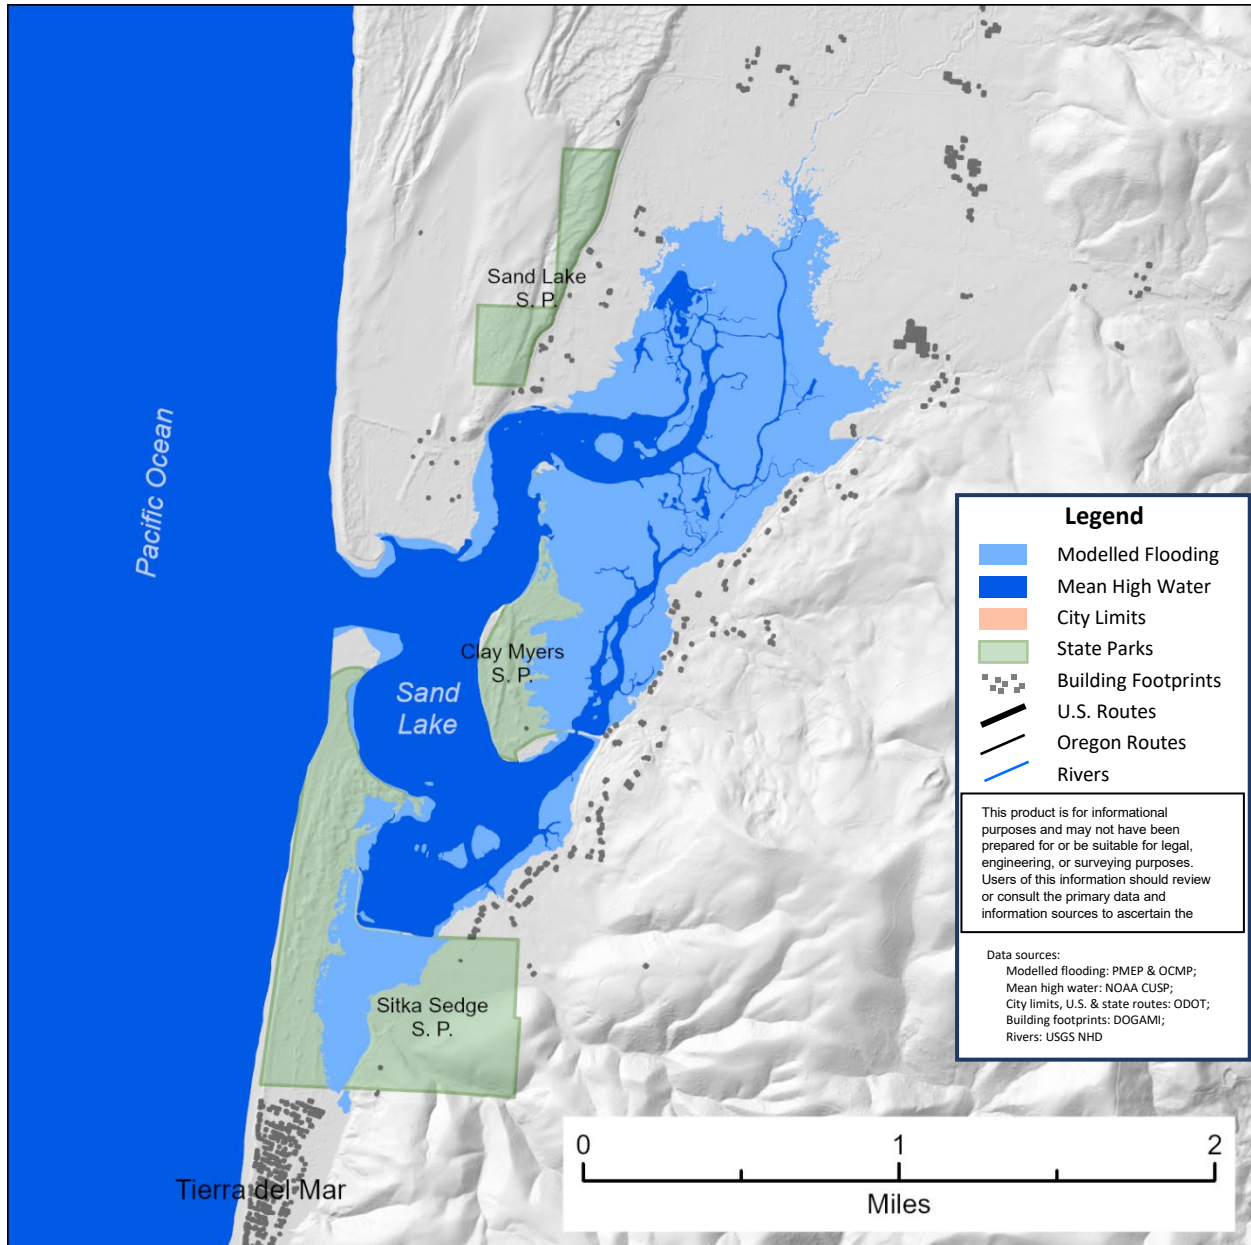 Sand Lake
S. P.
Pacific Ocean
Clay Myers
S. P.
Sand
Lake
Sitka Sedge
S. P.
Tierra del Mar
Legend
Modelled Flooding
Mean High Water
City Limits
State Parks
Building Footprints
U.S. Routes
Oregon Routes
Rivers
This product is for informational
purposes and may not have been
prepared for or be suitable for legal,
engineering, or surveying purposes.
Users of this information should review
or consult the primary data and
information sources to ascertain the
Data sources:
Modelled flooding: PMEP & OCMP;
Mean high water: NOAA CUSP;
City limits, U.S. & state routes: ODOT;
Building footprints: DOGAMI;
Rivers: USGS NHD
0 1 2
Miles